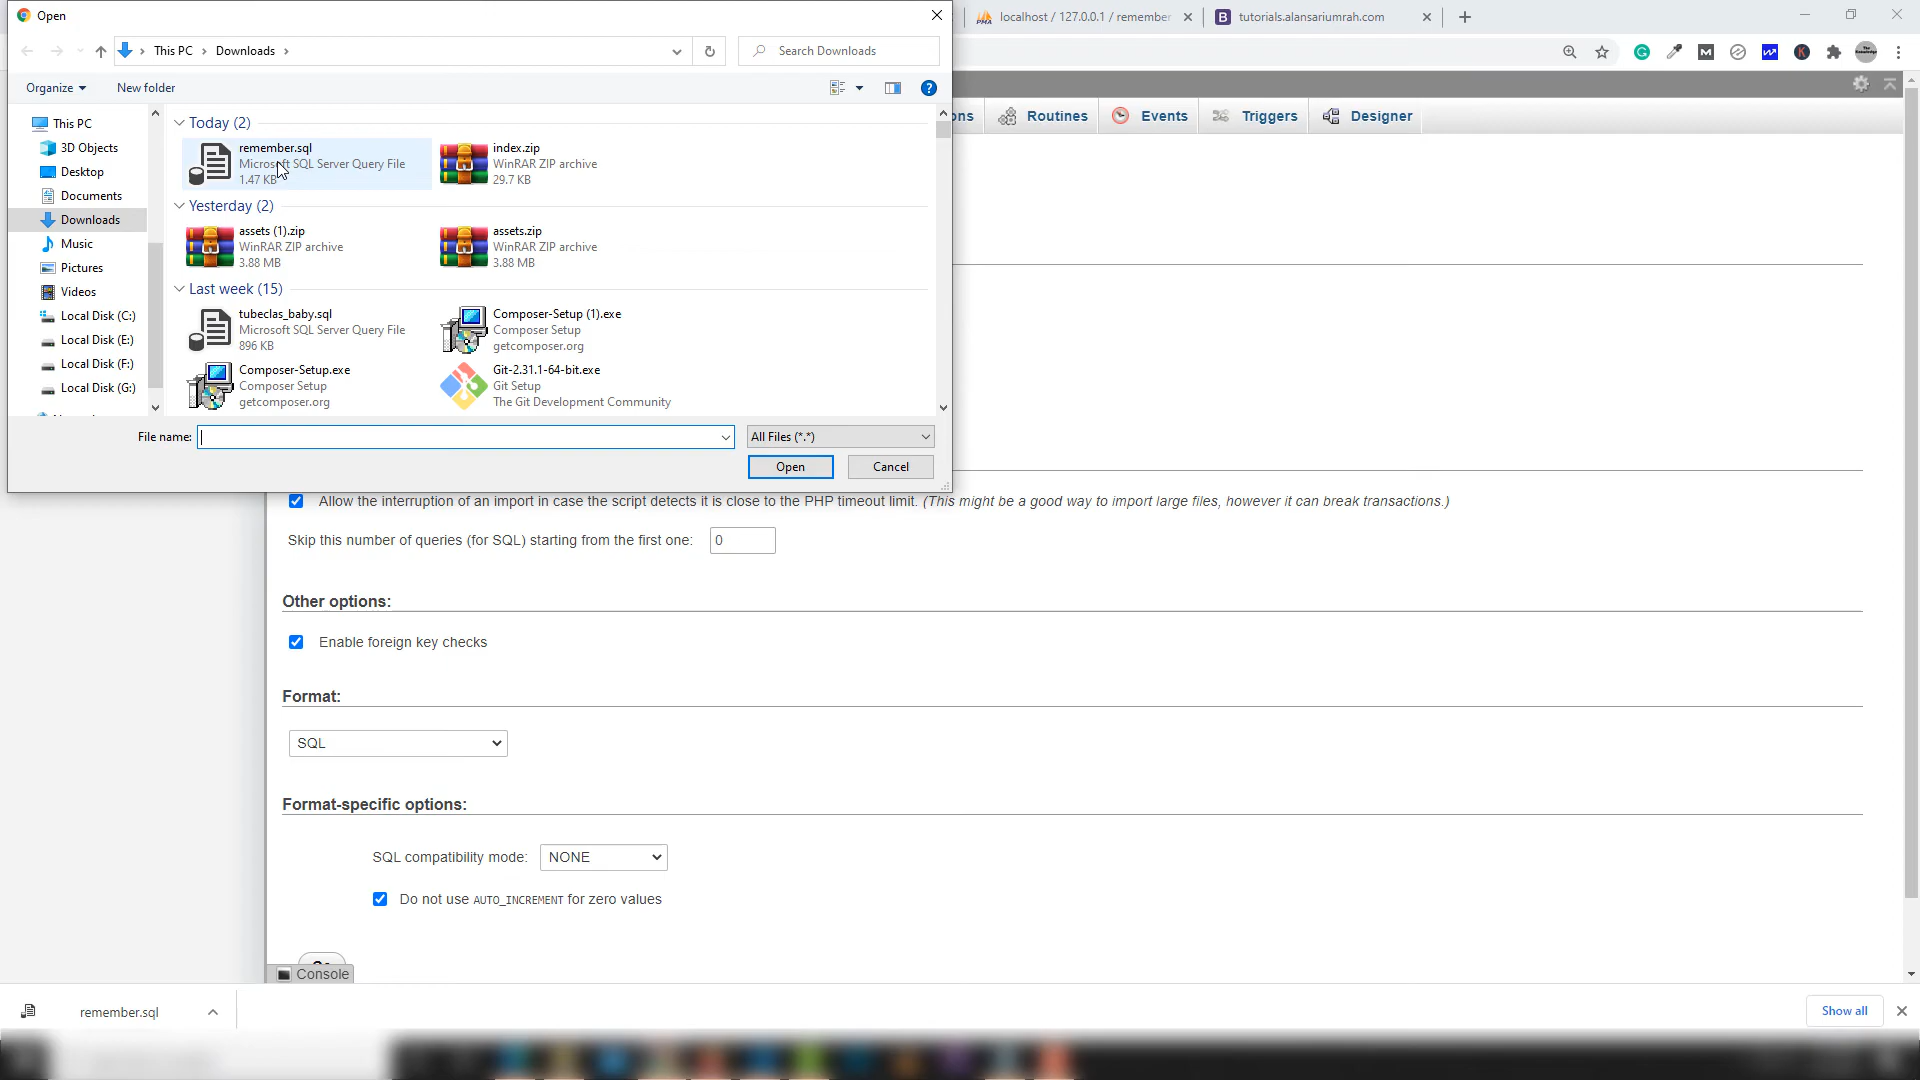 Open
localhost / 127.0.0.1 / remember
tutorials.alansariumrah.com
This PC
Downloads
Search Downloads
Organize
New folder
ons
Routines
Events
Triggers
Designer
This PC
3D Objects
Desktop
Documents
Downloads
Music
Pictures
Videos
Local Disk (C:)
Local Disk (E:)
Local Disk (F:)
Local Disk (G:)
Today (2)
remember.sql
Microsoft SQL Server Query File
1.47 KB
index.zip
WinRAR ZIP archive
29.7 KB
Yesterday (2)
assets (1).zip
WinRAR ZIP archive
3.88 MB
assets.zip
WinRAR ZIP archive
3.88 MB
Last week (15)
tubeclas_baby.sql
Microsoft SQL Server Query File
896 KB
Composer-Setup (1).exe
Composer Setup
getcomposer.org
Composer-Setup.exe
Composer Setup
getcomposer.org
Git-2.31.1-64-bit.exe
Git Setup
The Git Development Community
File name:
All Files (*.*)
Open
Cancel
Allow the interruption of an import in case the script detects it is close to the PHP timeout limit. (This might be a good way to import large files, however it can break transactions.)
Skip this number of queries (for SQL) starting from the first one: 0
Other options:
Enable foreign key checks
Format:
SQL
Format-specific options:
SQL compatibility mode: NONE
Do not use AUTO_INCREMENT for zero values
Console
remember.sql
Show all